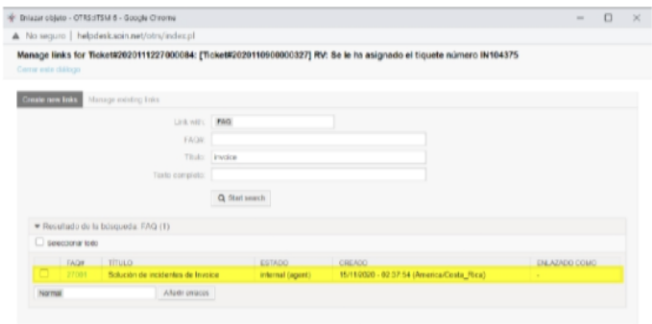 Enlazar objeto - OTRS::ITSM 6 - Google Chrome
No seguro | helpdesk.soin.net/otrs/index.pl
Manage links for Ticket#2020111227000084: [Ticket#2020110900000327] RV: Se le ha asignado el tiquete número IN104375
Cerrar este diálogo
Create new links Manage existing links
Link with: FAQ
FAQ#:
Título: invoice
Texto completo:
Start search
Resultado de la búsqueda: FAQ (1)
Seleccionar todo
FAQ# TÍTULO ESTADO CREADO ENLAZADO COMO
Solución de incidentes de Invoice internal (agent) 15/11/2020 - 02:37:54 (America/Costa_Rica) -
Normal Añadir enlaces